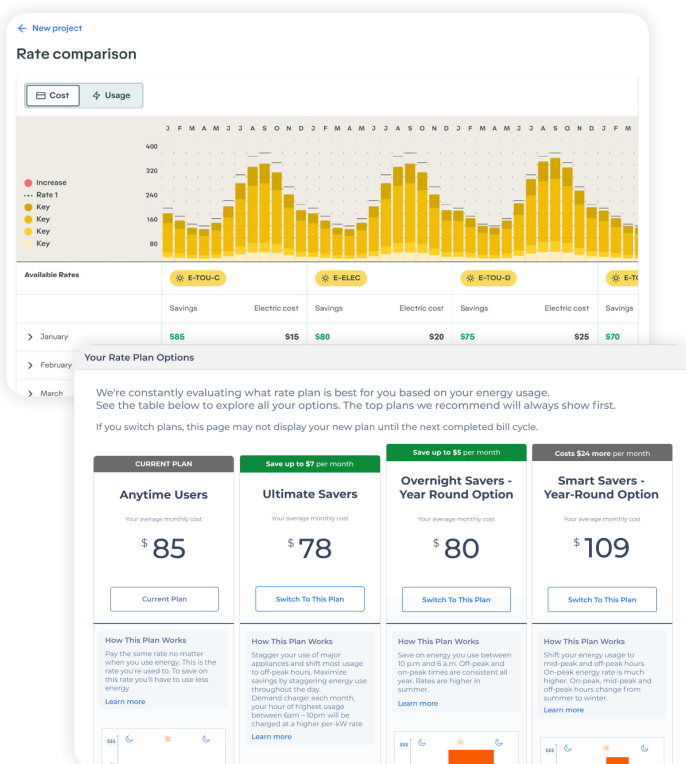 ← New project
Rate comparison
Cost
Usage
J F M A M J J A S O N D J F M A M J J A S O N D J F M A M J J A S O N D J F M
400
320
240
160
80
Increase
Rate 1
Key
Key
Key
Key
Available Rates
E-TOU-C
E-ELEC
E-TOU-D
Savings Electric cost Savings Electric cost Savings Electric cost Savings
January $85 $15 $80 $20 $75 $25 $70
February
March
Your Rate Plan Options
We're constantly evaluating what rate plan is best for you based on your energy usage.
See the table below to explore all your options. The top plans we recommend will always show first.
If you switch plans, this page may not display your new plan until the next completed bill cycle.
CURRENT PLAN
Anytime Users
Your average monthly cost
$85
Current Plan
How This Plan Works
Pay the same rate no matter
when you use energy. This is the
rate you're used to. To save on
this rate you'll have to use less
energy
Learn more
$$$
Save up to $7 per month
Ultimate Savers
Your average monthly cost
$78
Switch To This Plan
How This Plan Works
Stagger your use of major
appliances and shift most usage
to off-peak hours. Maximize
savings by staggering energy use
throughout the day.
Demand charge: each month,
your hour of highest usage
between 6am – 10pm will be
charged at a higher per-kW rate
Learn more
Save up to $5 per month
Overnight Savers -
Year Round Option
Your average monthly cost
$80
Switch To This Plan
How This Plan Works
Save on energy you use between
10 p.m and 6 a.m. Off-peak and
on-peak times are consistent all
year. Rates are higher in
summer.
Learn more
$$$
Costs $24 more per month
Smart Savers -
Year-Round Option
Your average monthly cost
$109
Switch To This Plan
How This Plan Works
Shift your energy usage to
mid-peak and off-peak hours
On-peak energy rate is much
higher. On-peak, mid-peak and
off-peak hours change from
summer to winter.
Learn more
$$$